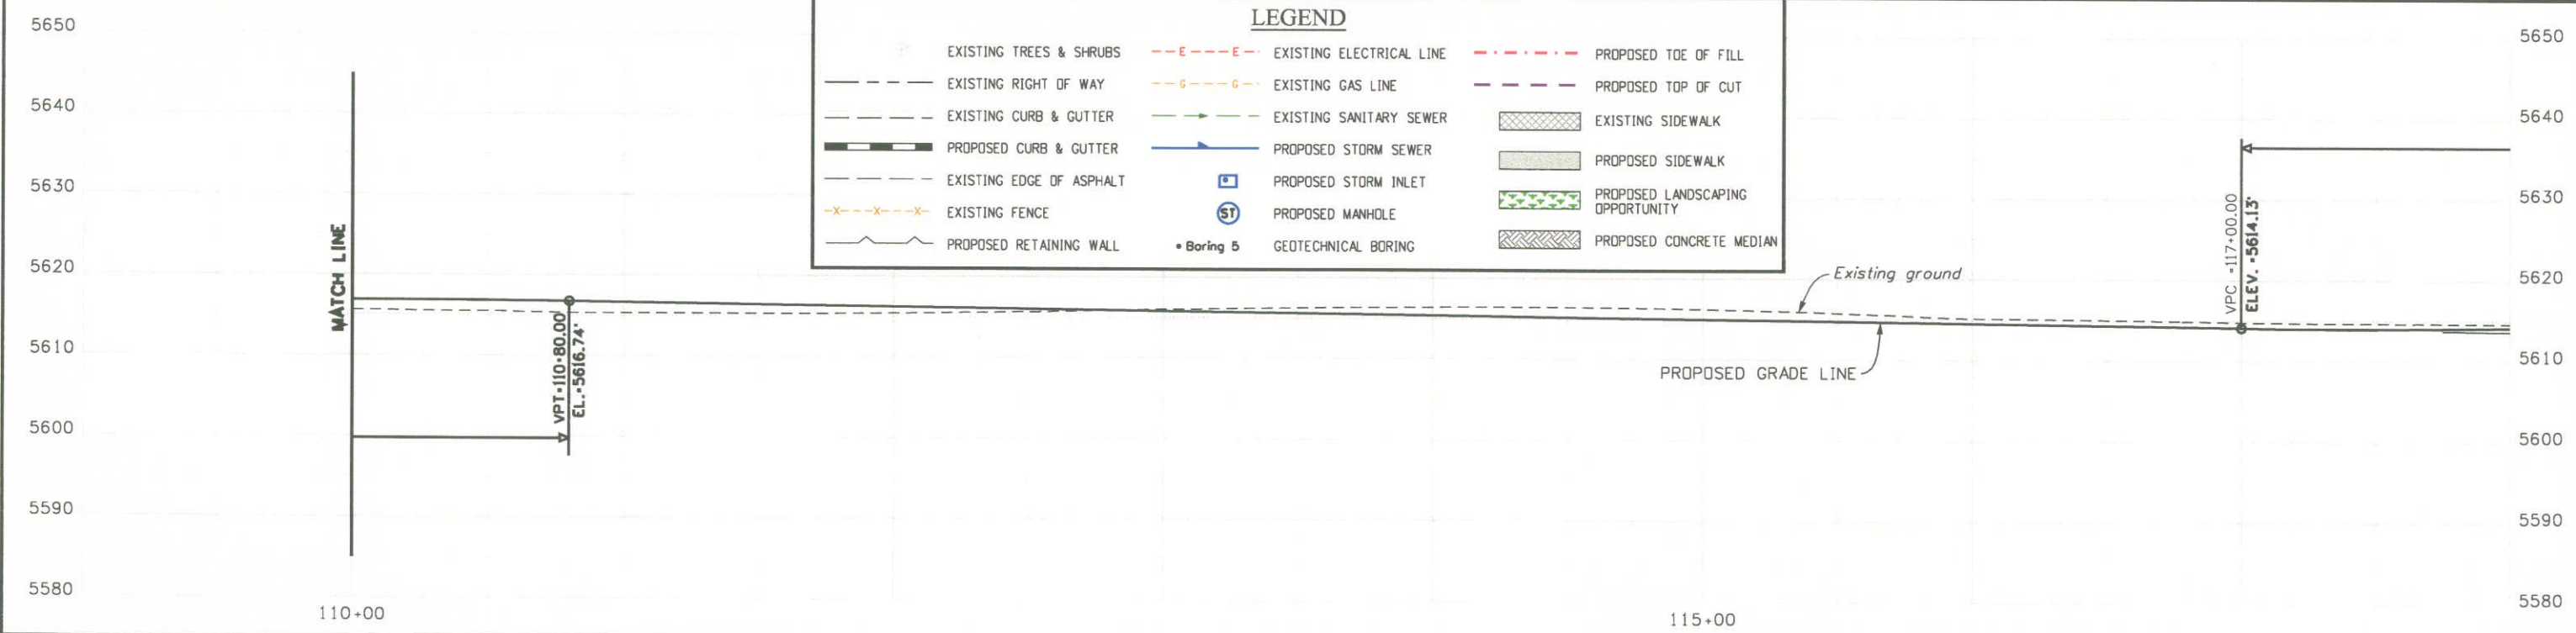 LEGEND
EXISTING TREES & SHRUBS
EXISTING RIGHT OF WAY
EXISTING CURB & GUTTER
PROPOSED CURB & GUTTER
EXISTING EDGE OF ASPHALT
-X- -X- -X- EXISTING FENCE
PROPOSED RETAINING WALL
E E EXISTING ELECTRICAL LINE
G G EXISTING GAS LINE
EXISTING SANITARY SEWER
PROPOSED STORM SEWER
PROPOSED STORM INLET
ST PROPOSED MANHOLE
• Boring 5 GEOTECHNICAL BORING
PROPOSED TOE OF FILL
PROPOSED TOP OF CUT
EXISTING SIDEWALK
PROPOSED SIDEWALK
PROPOSED LANDSCAPING
OPPORTUNITY
PROPOSED CONCRETE MEDIAN
5650
5640
5630
5620
5610
5600
5590
5580
MATCH LINE
VPT=110+80.00
EL.=5616.74'
Existing ground
PROPOSED GRADE LINE
VPC =117+00.00
ELEV. =5614.13'
5650
5640
5630
5620
5610
5600
5590
5580
110+00
115+00